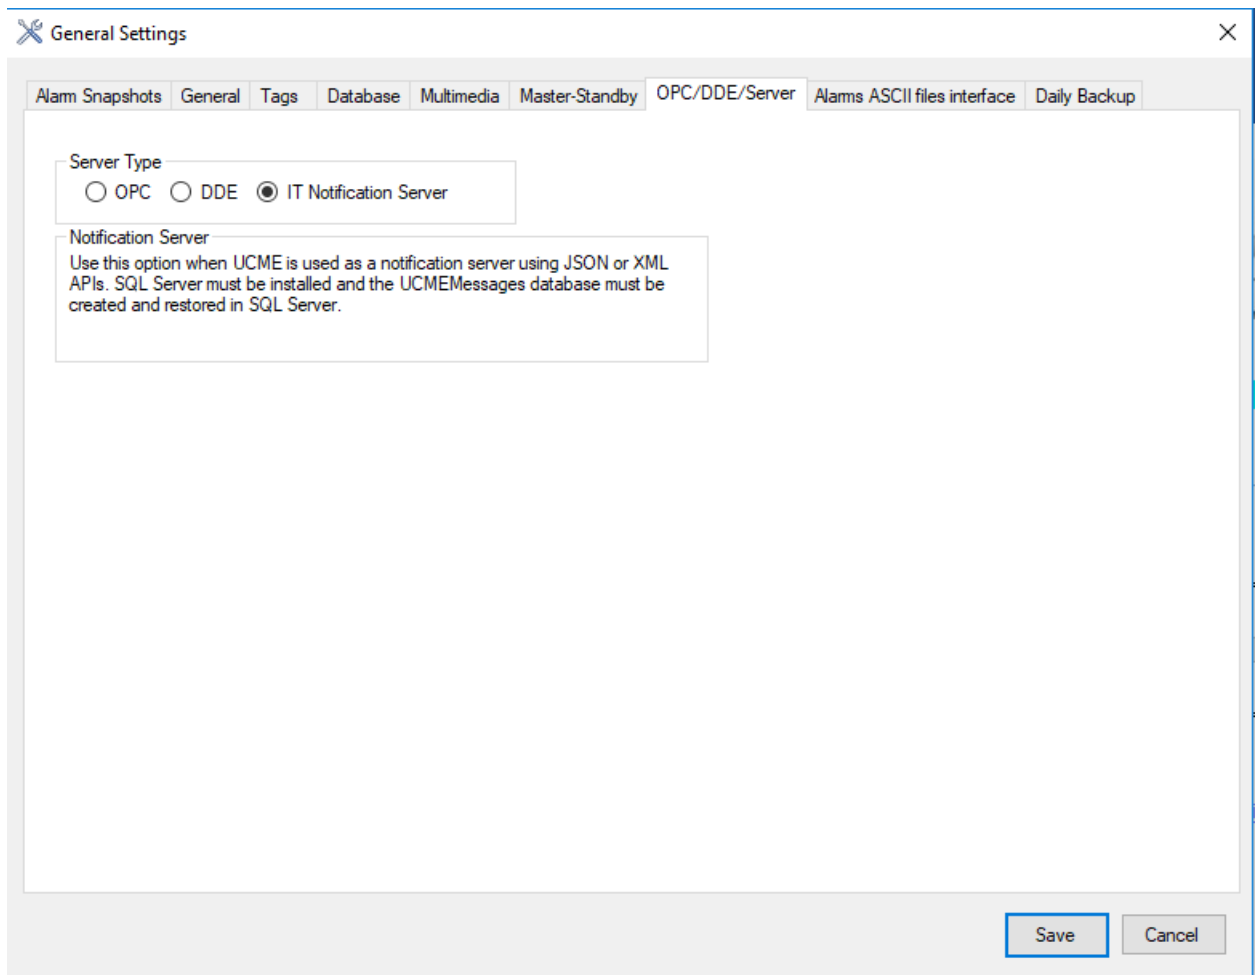 General Settings
Alarm Snapshots General Tags Database Multimedia Master-Standby OPC/DDE/Server Alarms ASCII files interface Daily Backup
Server Type
OPC DDE IT Notification Server
Notification Server
Use this option when UCME is used as a notification server using JSON or XML
APIs. SQL Server must be installed and the UCMEMessages database must be
created and restored in SQL Server.
Save Cancel